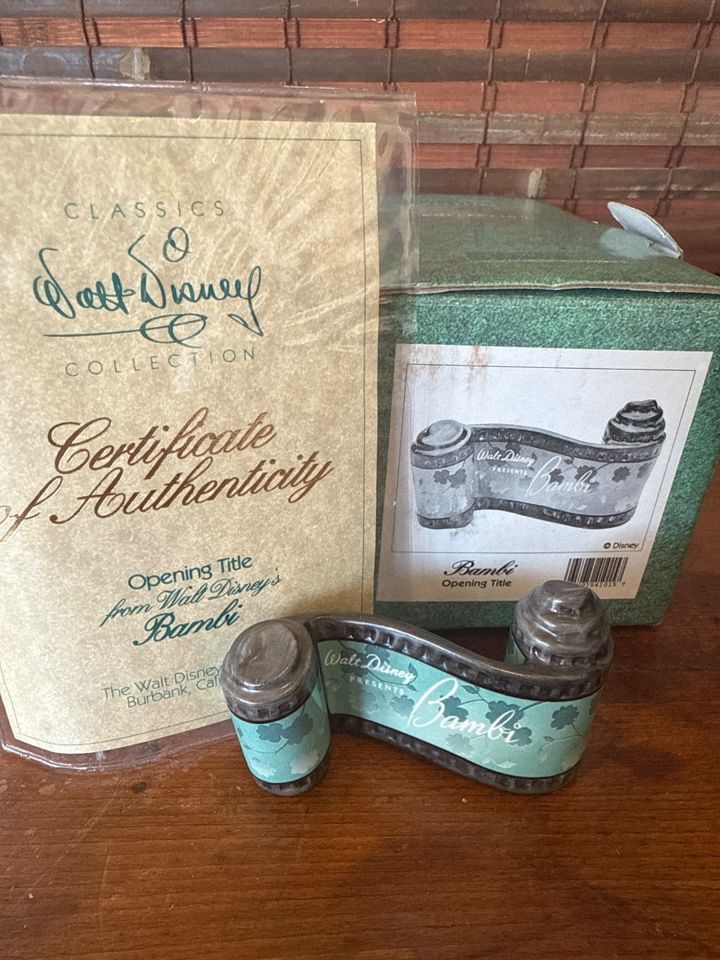 CLASSICS
Walt Disney
COLLECTION
Certificate
of Authenticity
Opening Title
from Walt Disney's
Bambi
The Walt Disney
Burbank,
Walt Disney
PRESENTS
Bambi
© Disney
Bambi
Opening Title
Walt Disney
PRESENTS
Bambi